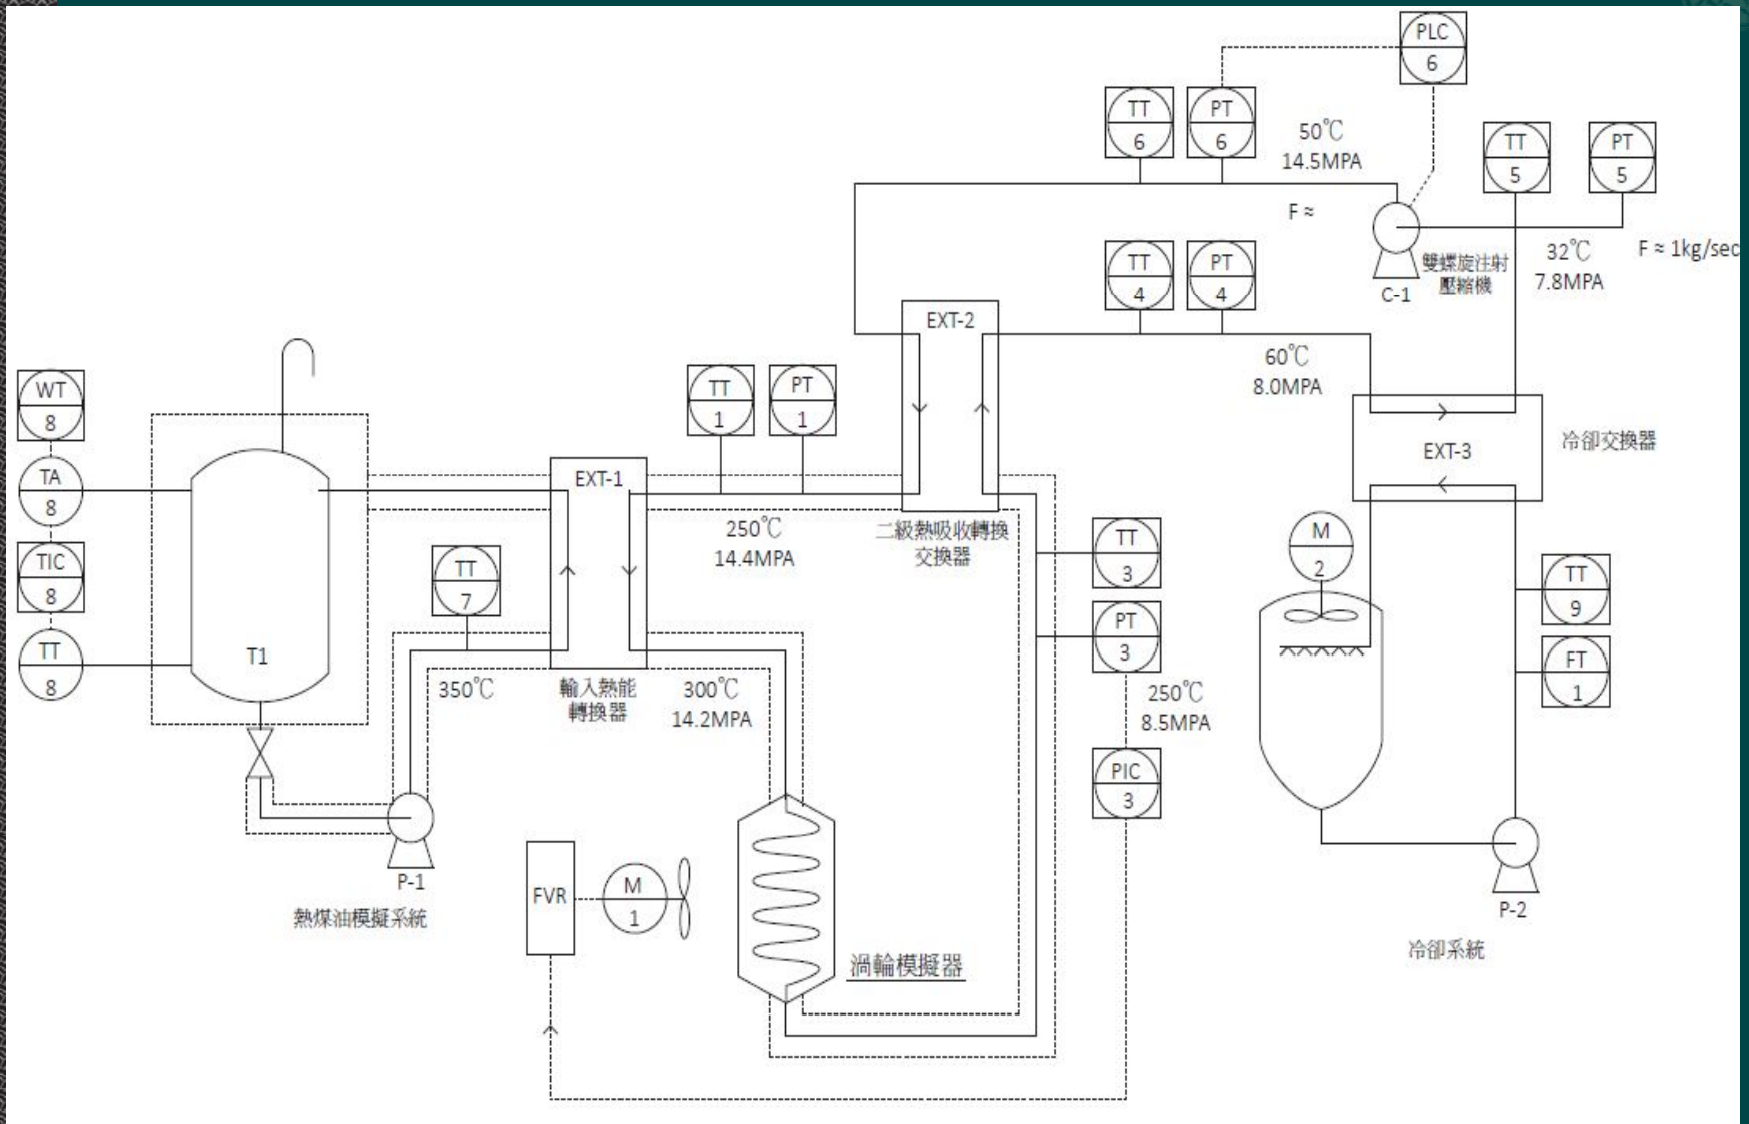 PLC
6
TT
6
PT
6
50℃
14.5MPA
TT
5
PT
5
F ≈
32℃
7.8MPA
F ≈ 1kg/sec
雙螺旋注射
壓縮機
C-1
TT
4
PT
4
EXT-2
60℃
8.0MPA
WT
8
TT
1
PT
1
EXT-3
冷卻交換器
TA
8
EXT-1
250℃
14.4MPA
二級熱吸收轉換
交換器
TT
3
M
2
TIC
8
TT
7
TT
9
PT
3
TT
8
T1
FT
1
350℃
輸入熱能
轉換器
300℃
14.2MPA
250℃
8.5MPA
PIC
3
P-1
熱煤油模擬系統
FVR
M
1
渦輪模擬器
P-2
冷卻系統